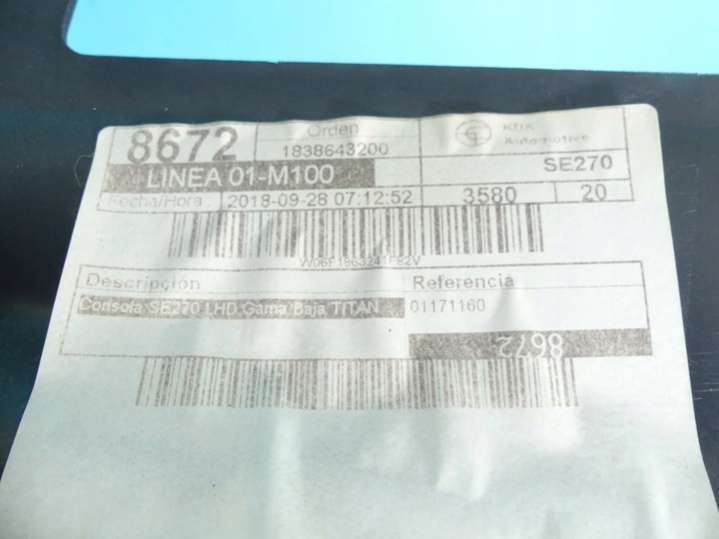 8672
Orden
1838643200
KDK
Automotive
LINEA 01-M100
SE270
Fecha/Hora :
2018-09-28 07:12:52
3580
20
Descripción
Referencia
Consola SE270 LHD Gama Baja TITAN
01171160
8672